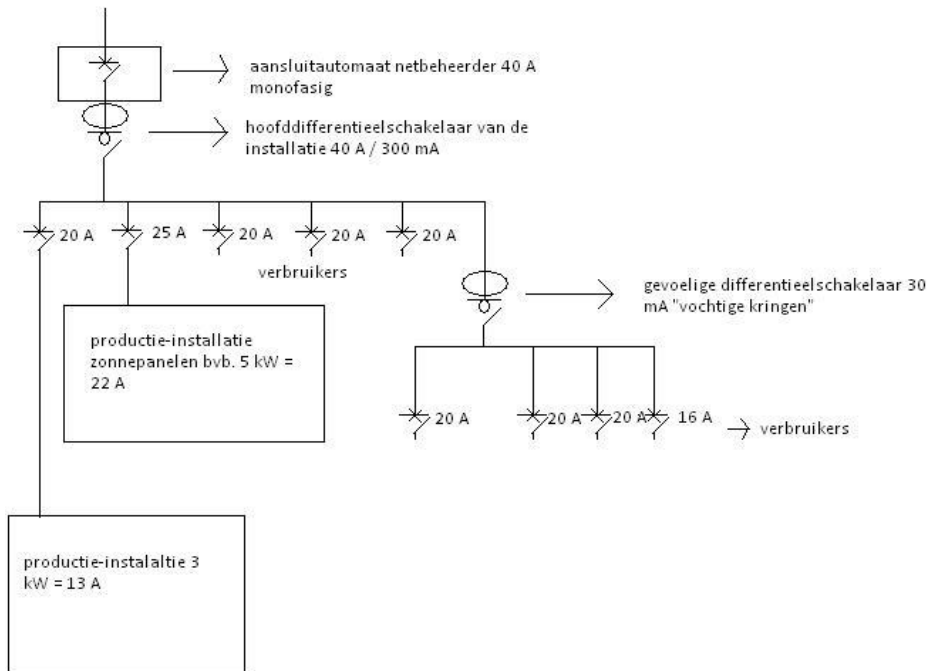 aansluitautomaat netbeheerder 40 A
monofasig
hoofddifferentieelschakelaar van de
installatie 40 A / 300 mA
20 A
25 A
20 A
20 A
20 A
verbruikers
gevoelige differentieelschakelaar 30
mA "vochtige kringen"
productie-installatie
zonnepanelen bvb. 5 kW =
22 A
20 A
20 A
20 A
16 A
verbruikers
productie-instalaltie 3
kW = 13 A